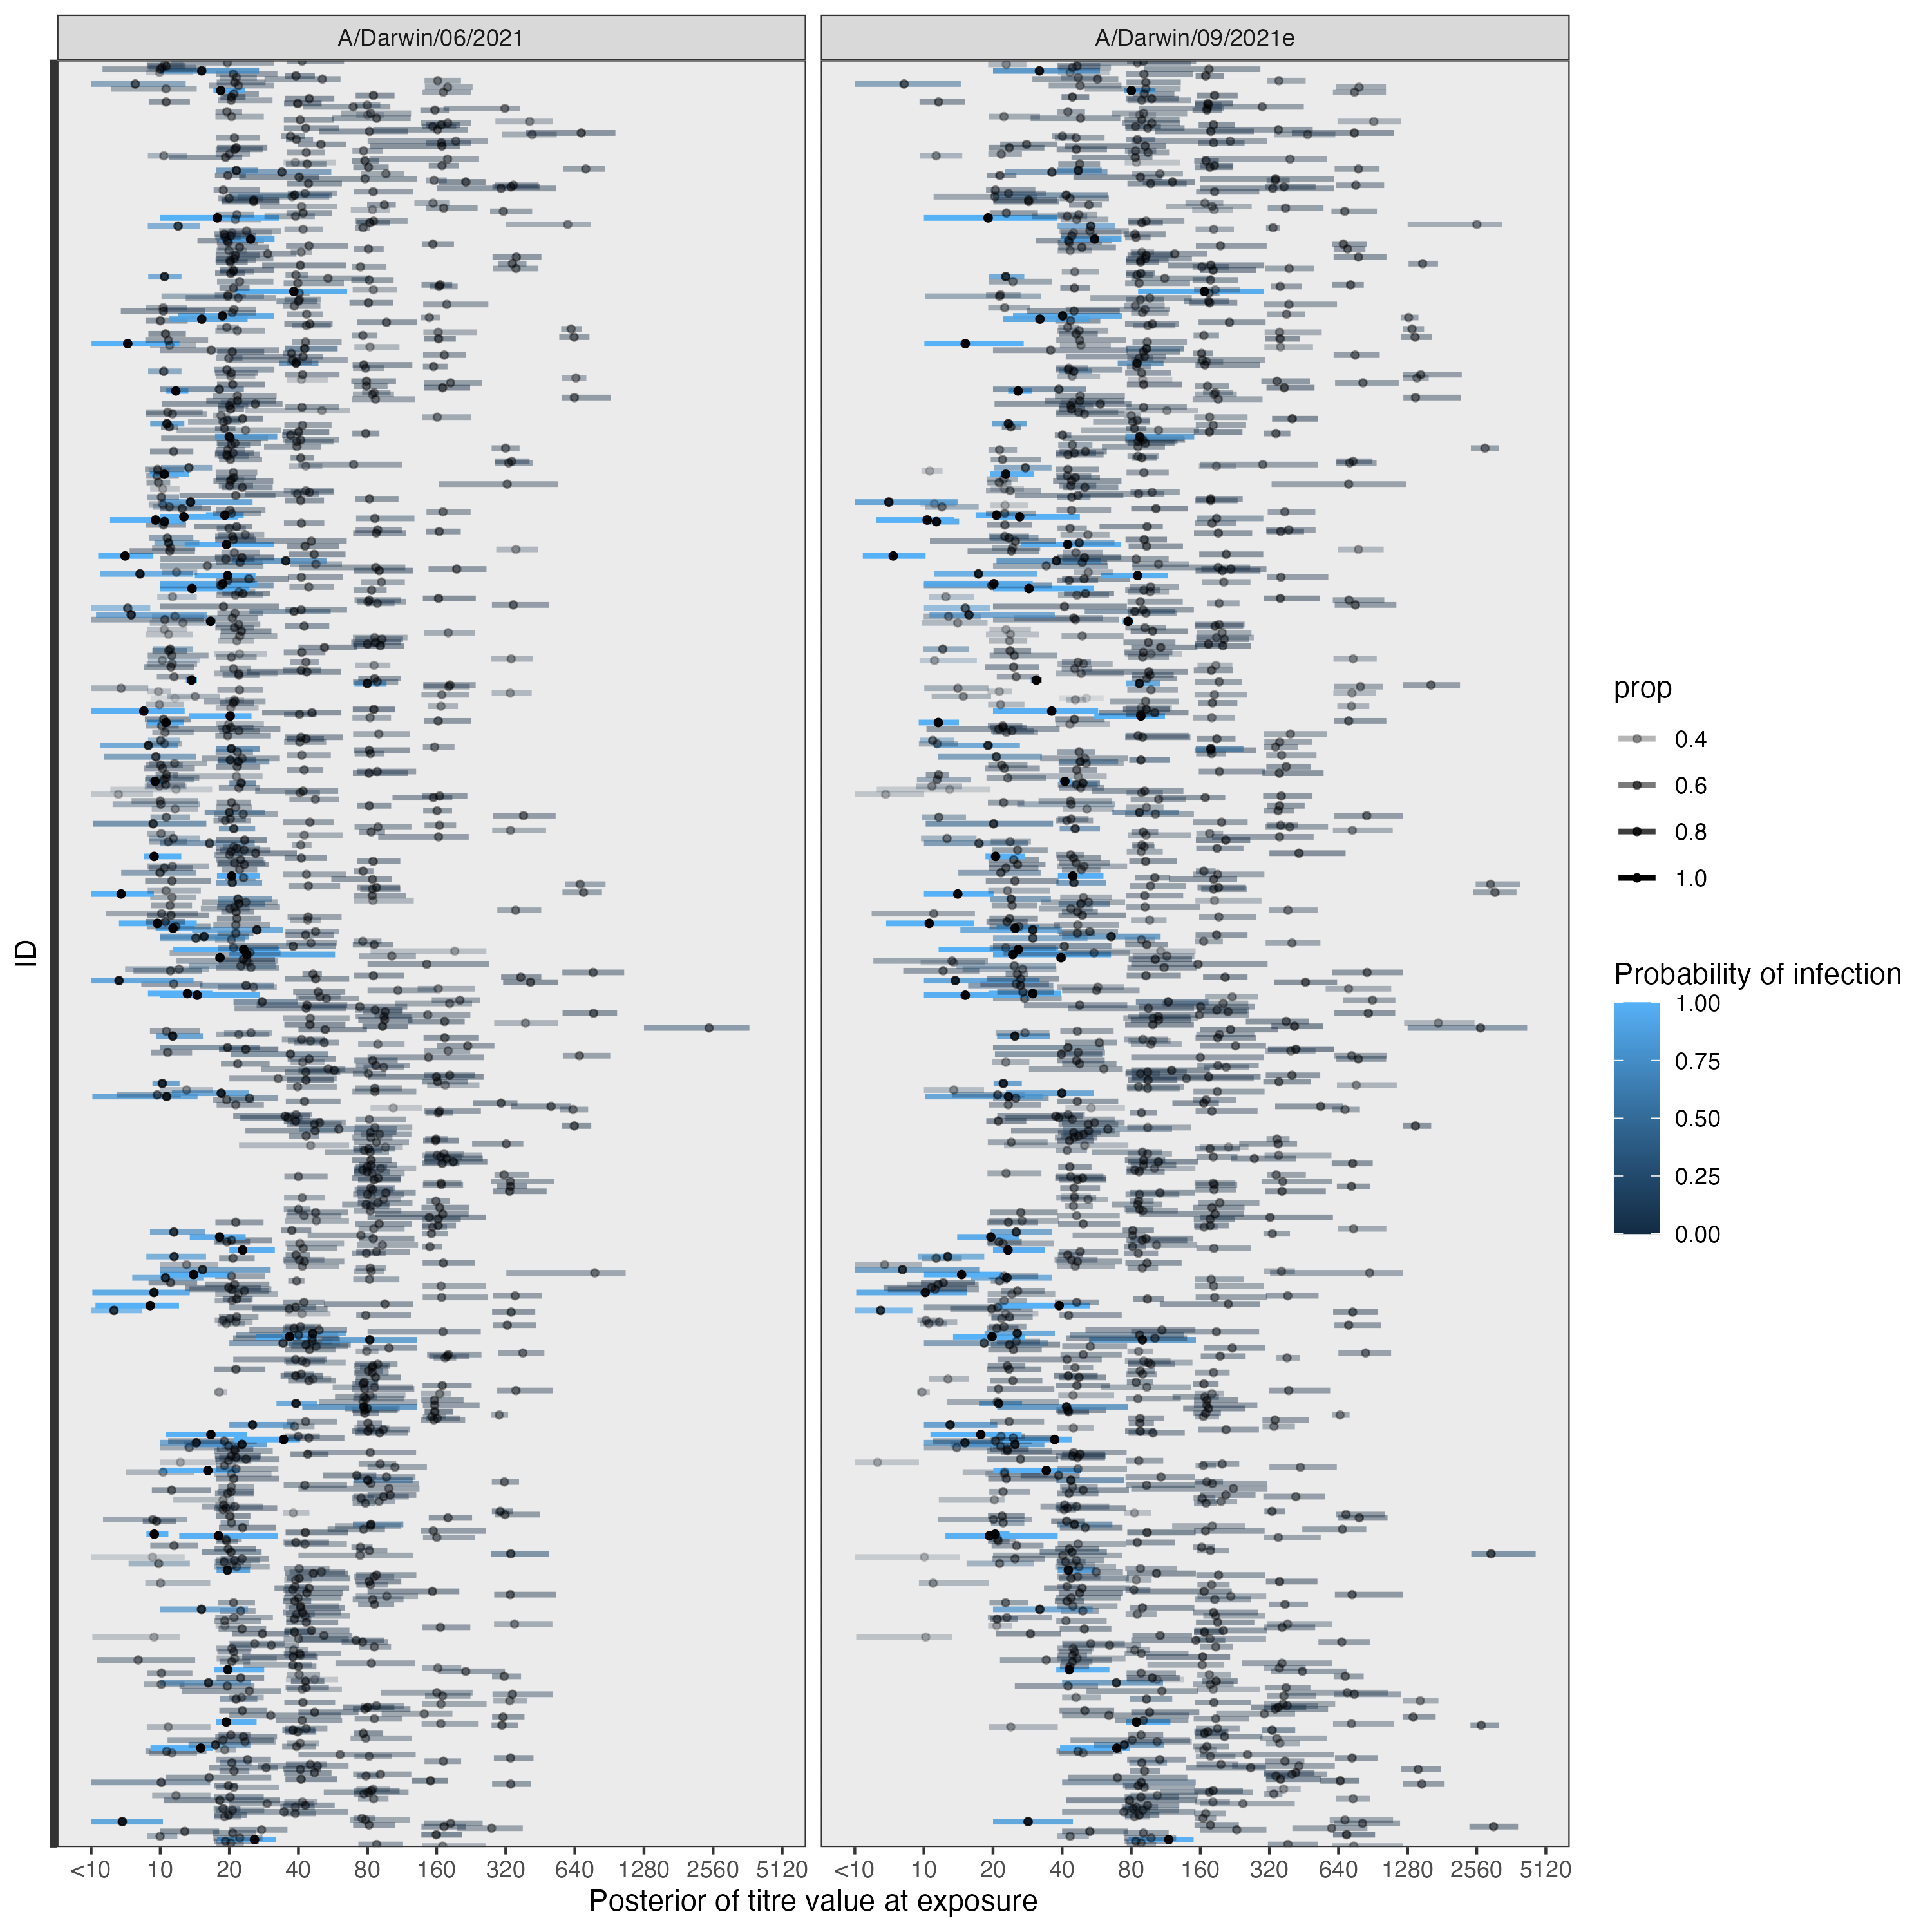 A/Darwin/06/2021
A/Darwin/09/2021e
ID
<10 10 20 40 80 160 320 640 1280 2560 5120
<10 10 20 40 80 160 320 640 1280 2560 5120
Posterior of titre value at exposure
prop
0.4
0.6
0.8
1.0
Probability of infection
1.00
0.75
0.50
0.25
0.00